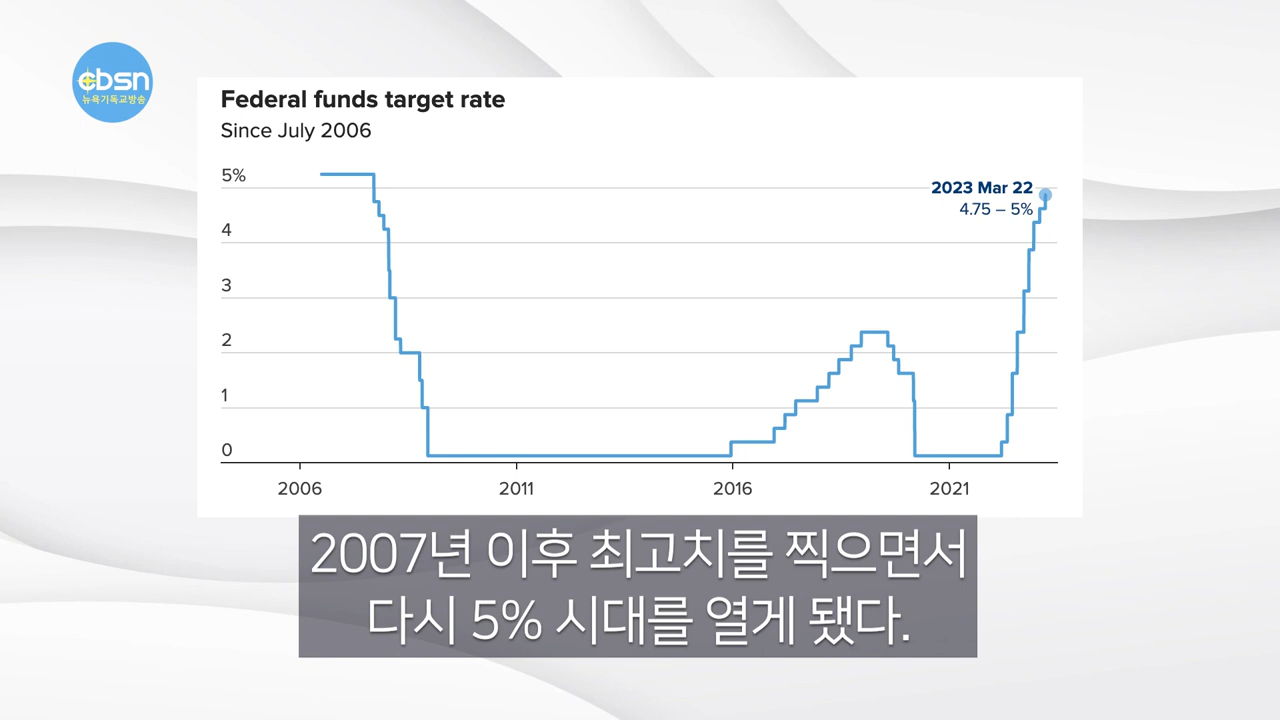 cbsn
뉴욕기독교방송
Federal funds target rate
Since July 2006
5%
2023 Mar 22
4.75 – 5%
4
3
2
1
0
2006 2011 2016 2021
2007년 이후 최고치를 찍으면서
다시 5% 시대를 열게 됐다.